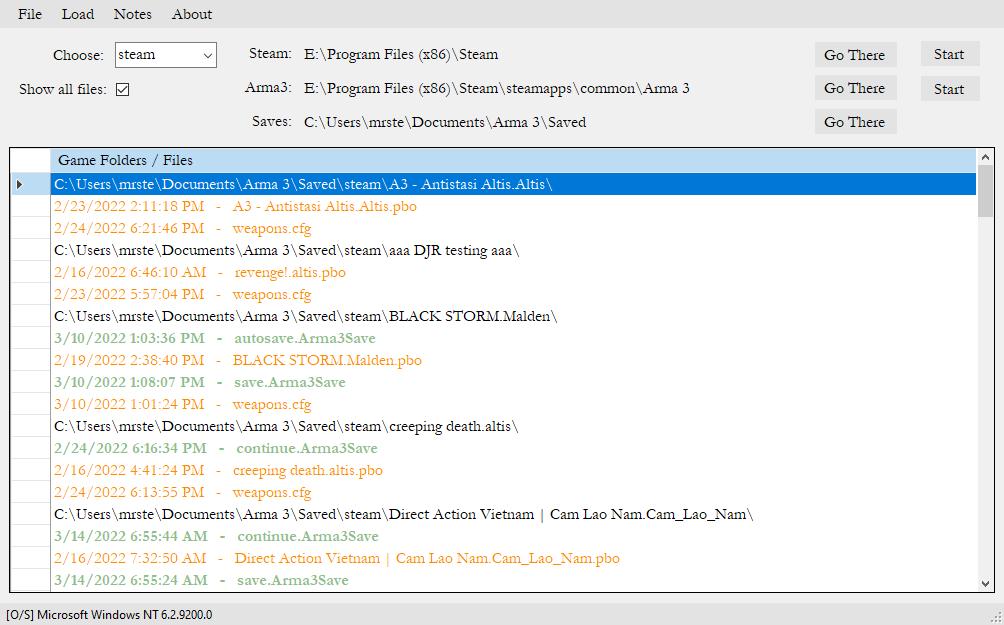 File Load Notes About
Choose: steam Steam: E:\Program Files (x86)\Steam Go There Start
Show all files: Arma3: E:\Program Files (x86)\Steam\steamapps\common\Arma 3 Go There Start
Saves: C:\Users\mrste\Documents\Arma 3\Saved Go There
Game Folders / Files
C:\Users\mrste\Documents\Arma 3\Saved\steam\A3 - Antistasi Altis.Altis\
2/23/2022 2:11:18 PM - A3 - Antistasi Altis.Altis.pbo
2/24/2022 6:21:46 PM - weapons.cfg
C:\Users\mrste\Documents\Arma 3\Saved\steam\aaa DJR testing aaa\
2/16/2022 6:46:10 AM - revenge!.altis.pbo
2/23/2022 5:57:04 PM - weapons.cfg
C:\Users\mrste\Documents\Arma 3\Saved\steam\BLACK STORM.Malden\
3/10/2022 1:03:36 PM - autosave.Arma3Save
2/19/2022 2:38:40 PM - BLACK STORM.Malden.pbo
3/10/2022 1:08:07 PM - save.Arma3Save
3/10/2022 1:01:24 PM - weapons.cfg
C:\Users\mrste\Documents\Arma 3\Saved\steam\creeping death.altis\
2/24/2022 6:16:34 PM - continue.Arma3Save
2/16/2022 4:41:24 PM - creeping death.altis.pbo
2/24/2022 6:13:55 PM - weapons.cfg
C:\Users\mrste\Documents\Arma 3\Saved\steam\Direct Action Vietnam | Cam Lao Nam.Cam_Lao_Nam\
3/14/2022 6:55:44 AM - continue.Arma3Save
2/16/2022 7:32:50 AM - Direct Action Vietnam | Cam Lao Nam.Cam_Lao_Nam.pbo
3/14/2022 6:55:24 AM - save.Arma3Save
[O/S] Microsoft Windows NT 6.2.9200.0